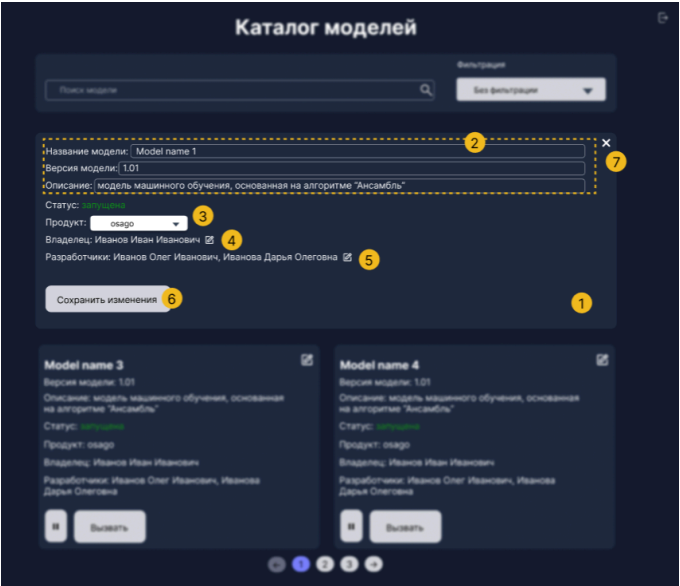 Каталог моделей
Фильтрация
Поиск модели
Без фильтрации
2
Название модели: Model name 1
7
Версия модели: 1.01
Описание: модель машинного обучения, основанная на алгоритме "Ансамбль"
Статус: запущена
Продукт: osago
3
Владелец: Иванов Иван Иванович
4
Разработчики: Иванов Олег Иванович, Иванова Дарья Олеговна
5
Сохранить изменения
6
1
Model name 3
Версия модели: 1.01
Описание: модель машинного обучения, основанная
на алгоритме "Ансамбль"
Статус: запущена
Продукт: osago
Владелец: Иванов Иван Иванович
Разработчики: Иванов Олег Иванович, Иванова
Дарья Олеговна
Вызвать
Model name 4
Версия модели: 1.01
Описание: модель машинного обучения, основанная
на алгоритме "Ансамбль"
Статус: запущена
Продукт: osago
Владелец: Иванов Иван Иванович
Разработчики: Иванов Олег Иванович, Иванова
Дарья Олеговна
Вызвать
1 2 3